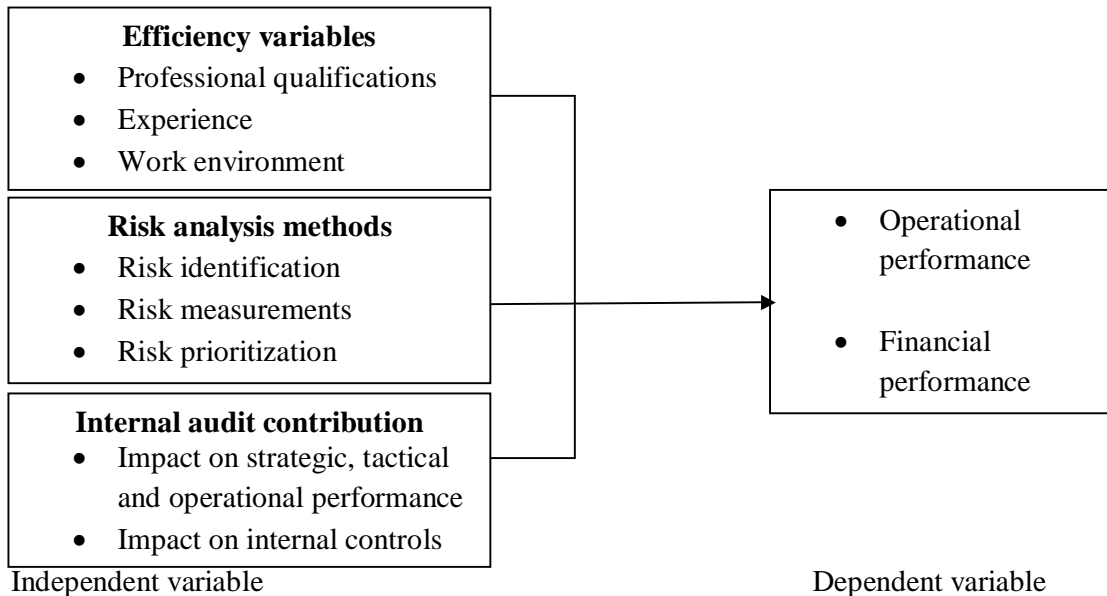 Efficiency variables
• Professional qualifications
• Experience
• Work environment
Risk analysis methods
• Risk identification
• Risk measurements
• Risk prioritization
Internal audit contribution
• Impact on strategic, tactical
and operational performance
• Impact on internal controls
Independent variable
• Operational
performance
• Financial
performance
Dependent variable